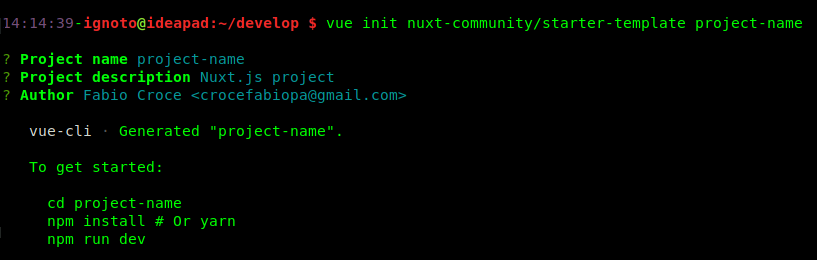 14:14:39-ignoto@ideapad:~/develop $ vue init nuxt-community/starter-template project-name
? Project name project-name
? Project description Nuxt.js project
? Author Fabio Croce <crocefabiopa@gmail.com>
vue-cli · Generated "project-name".
To get started:
cd project-name
npm install # Or yarn
npm run dev